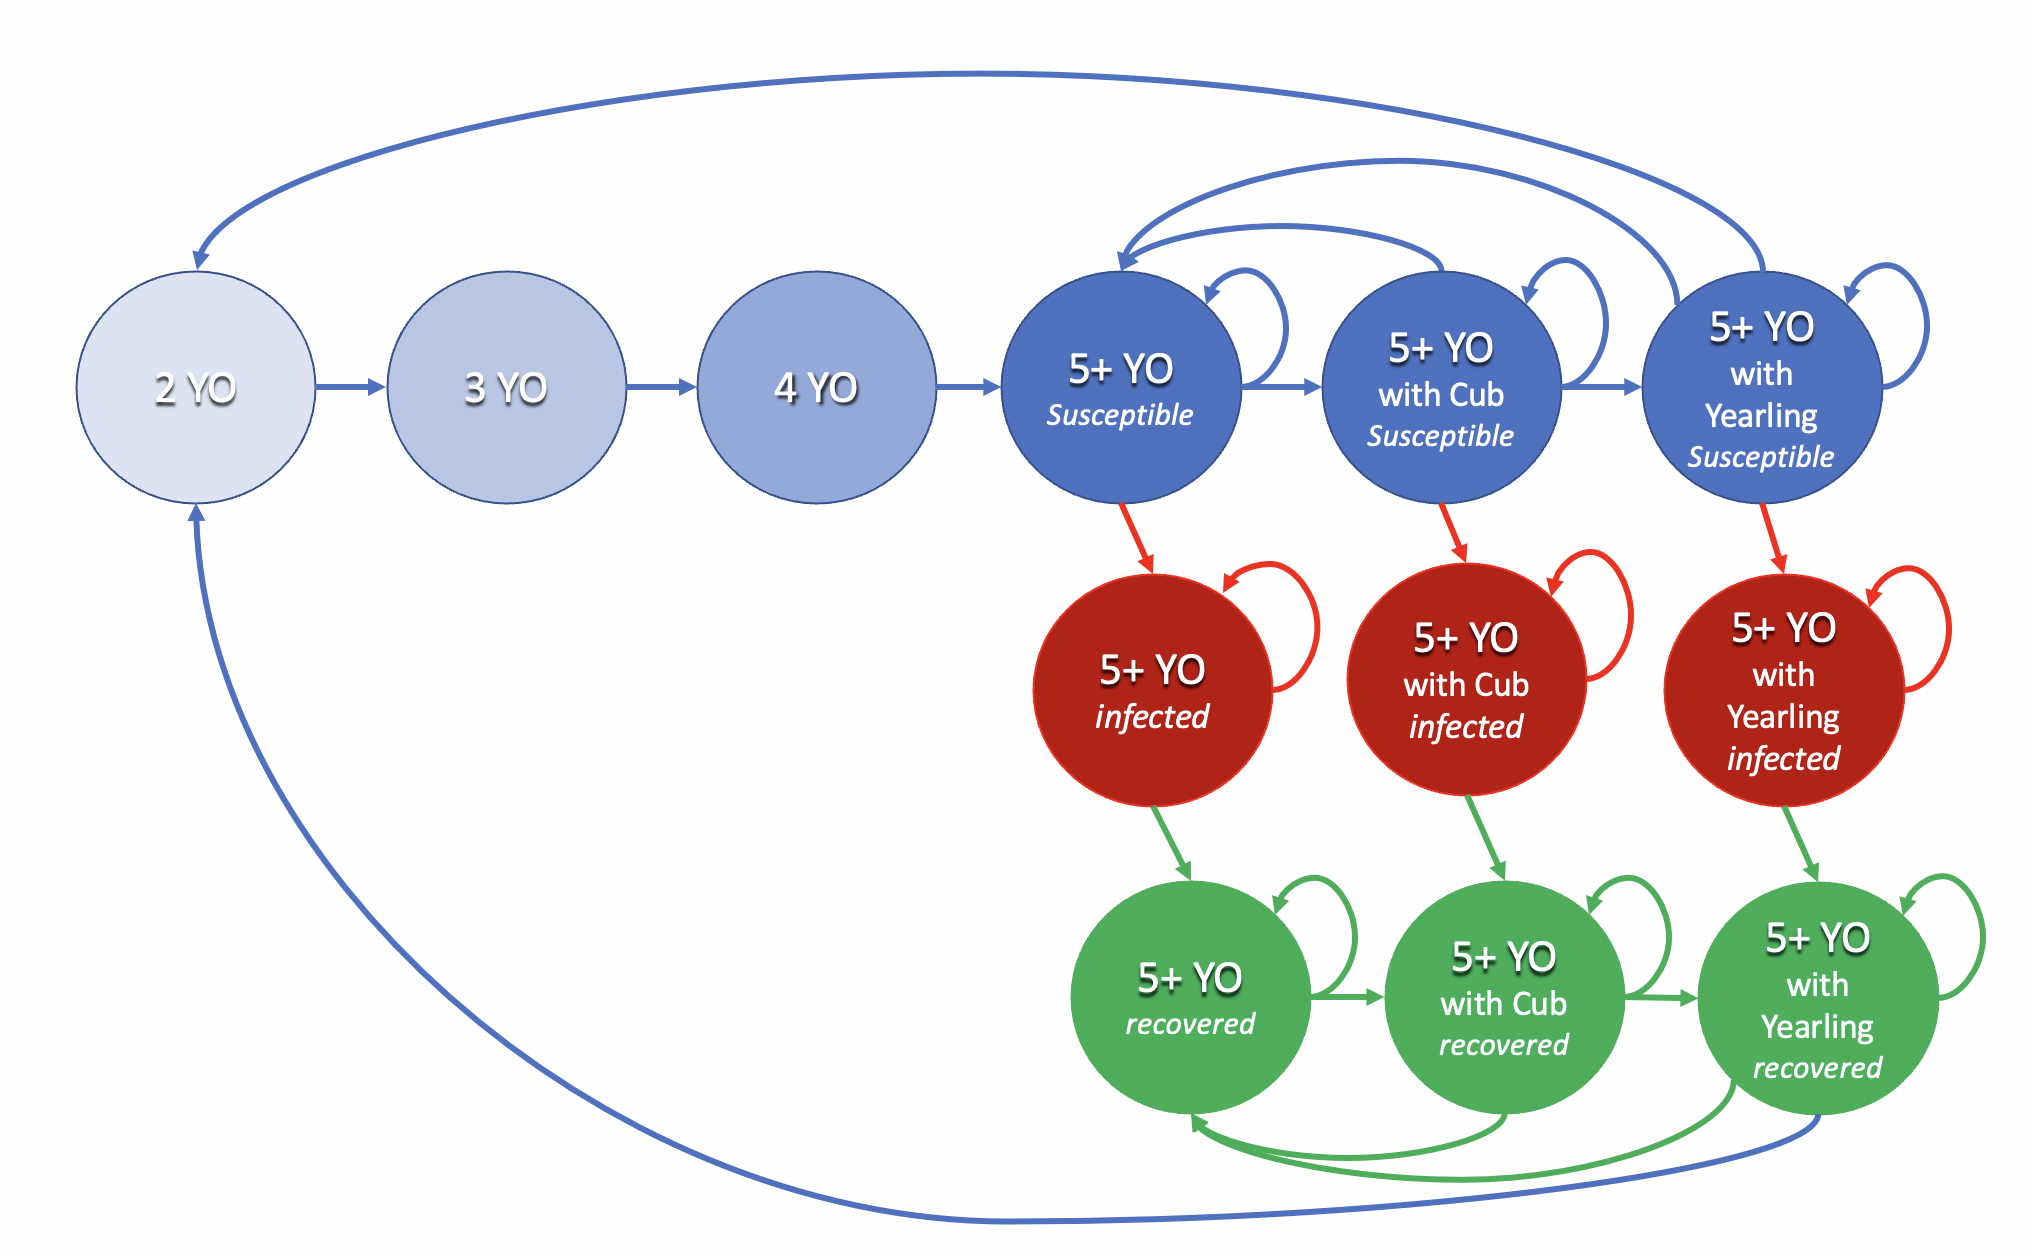 2 YO
3 YO
4 YO
5+ YO
Susceptible
5+ YO
with Cub
Susceptible
5+ YO
with
Yearling
Susceptible
5+ YO
infected
5+ YO
with Cub
infected
5+ YO
with
Yearling
infected
5+ YO
recovered
5+ YO
with Cub
recovered
5+ YO
with
Yearling
recovered